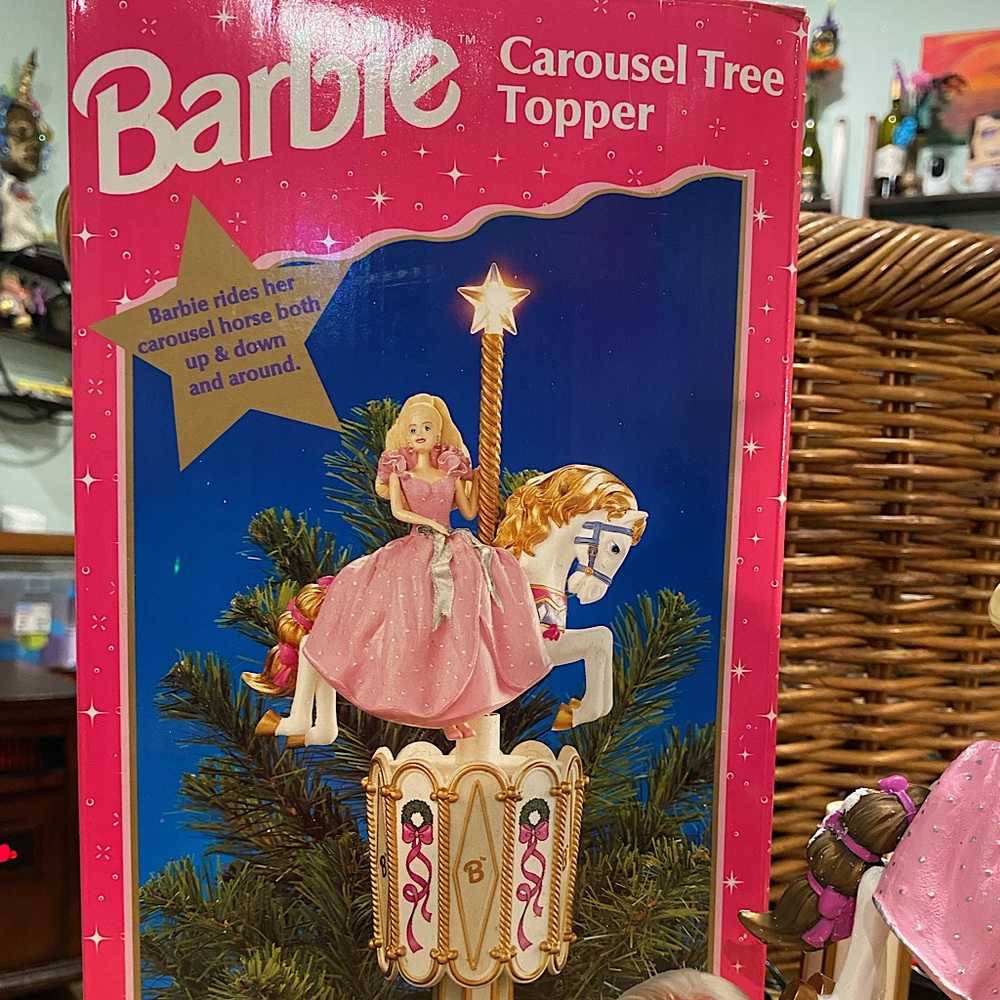 Barbie™
Carousel Tree
Topper
Barbie rides her
carousel horse both
up & down
and around.
B